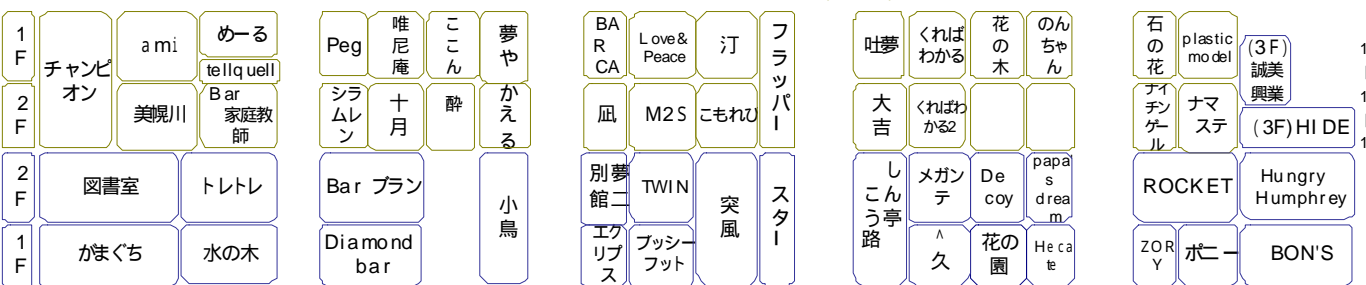 1F
チャンピオン
ami
めーる
tellquell
2F
美幌川
Bar 家庭教師
2F
図書室
トレトレ
1F
がまぐち
水の木
Peg
唯尼庵
ここん
夢や
シラムレン
十月
酔
かえる
Bar ブラン
小鳥
Diamond bar
BARCA
Love& Peace
汀
フラッパー
凪
M2S
こもれび
別館 夢二
TWIN
突風
スター
エクリプス
ブッシーフット
吐夢
くればわかる
花の木
のんちゃん
大吉
くればわかる2
しん亭
こう路
メガンテ
Decoy
papa's dream
^
久
花の園
Hecate
石の花
plastic model
(3F) 誠美興業
ナイチンゲール
ナマステ
(3F)HIDE
ROCKET
Hungry Humphrey
ZORY
ポニー
BON'S